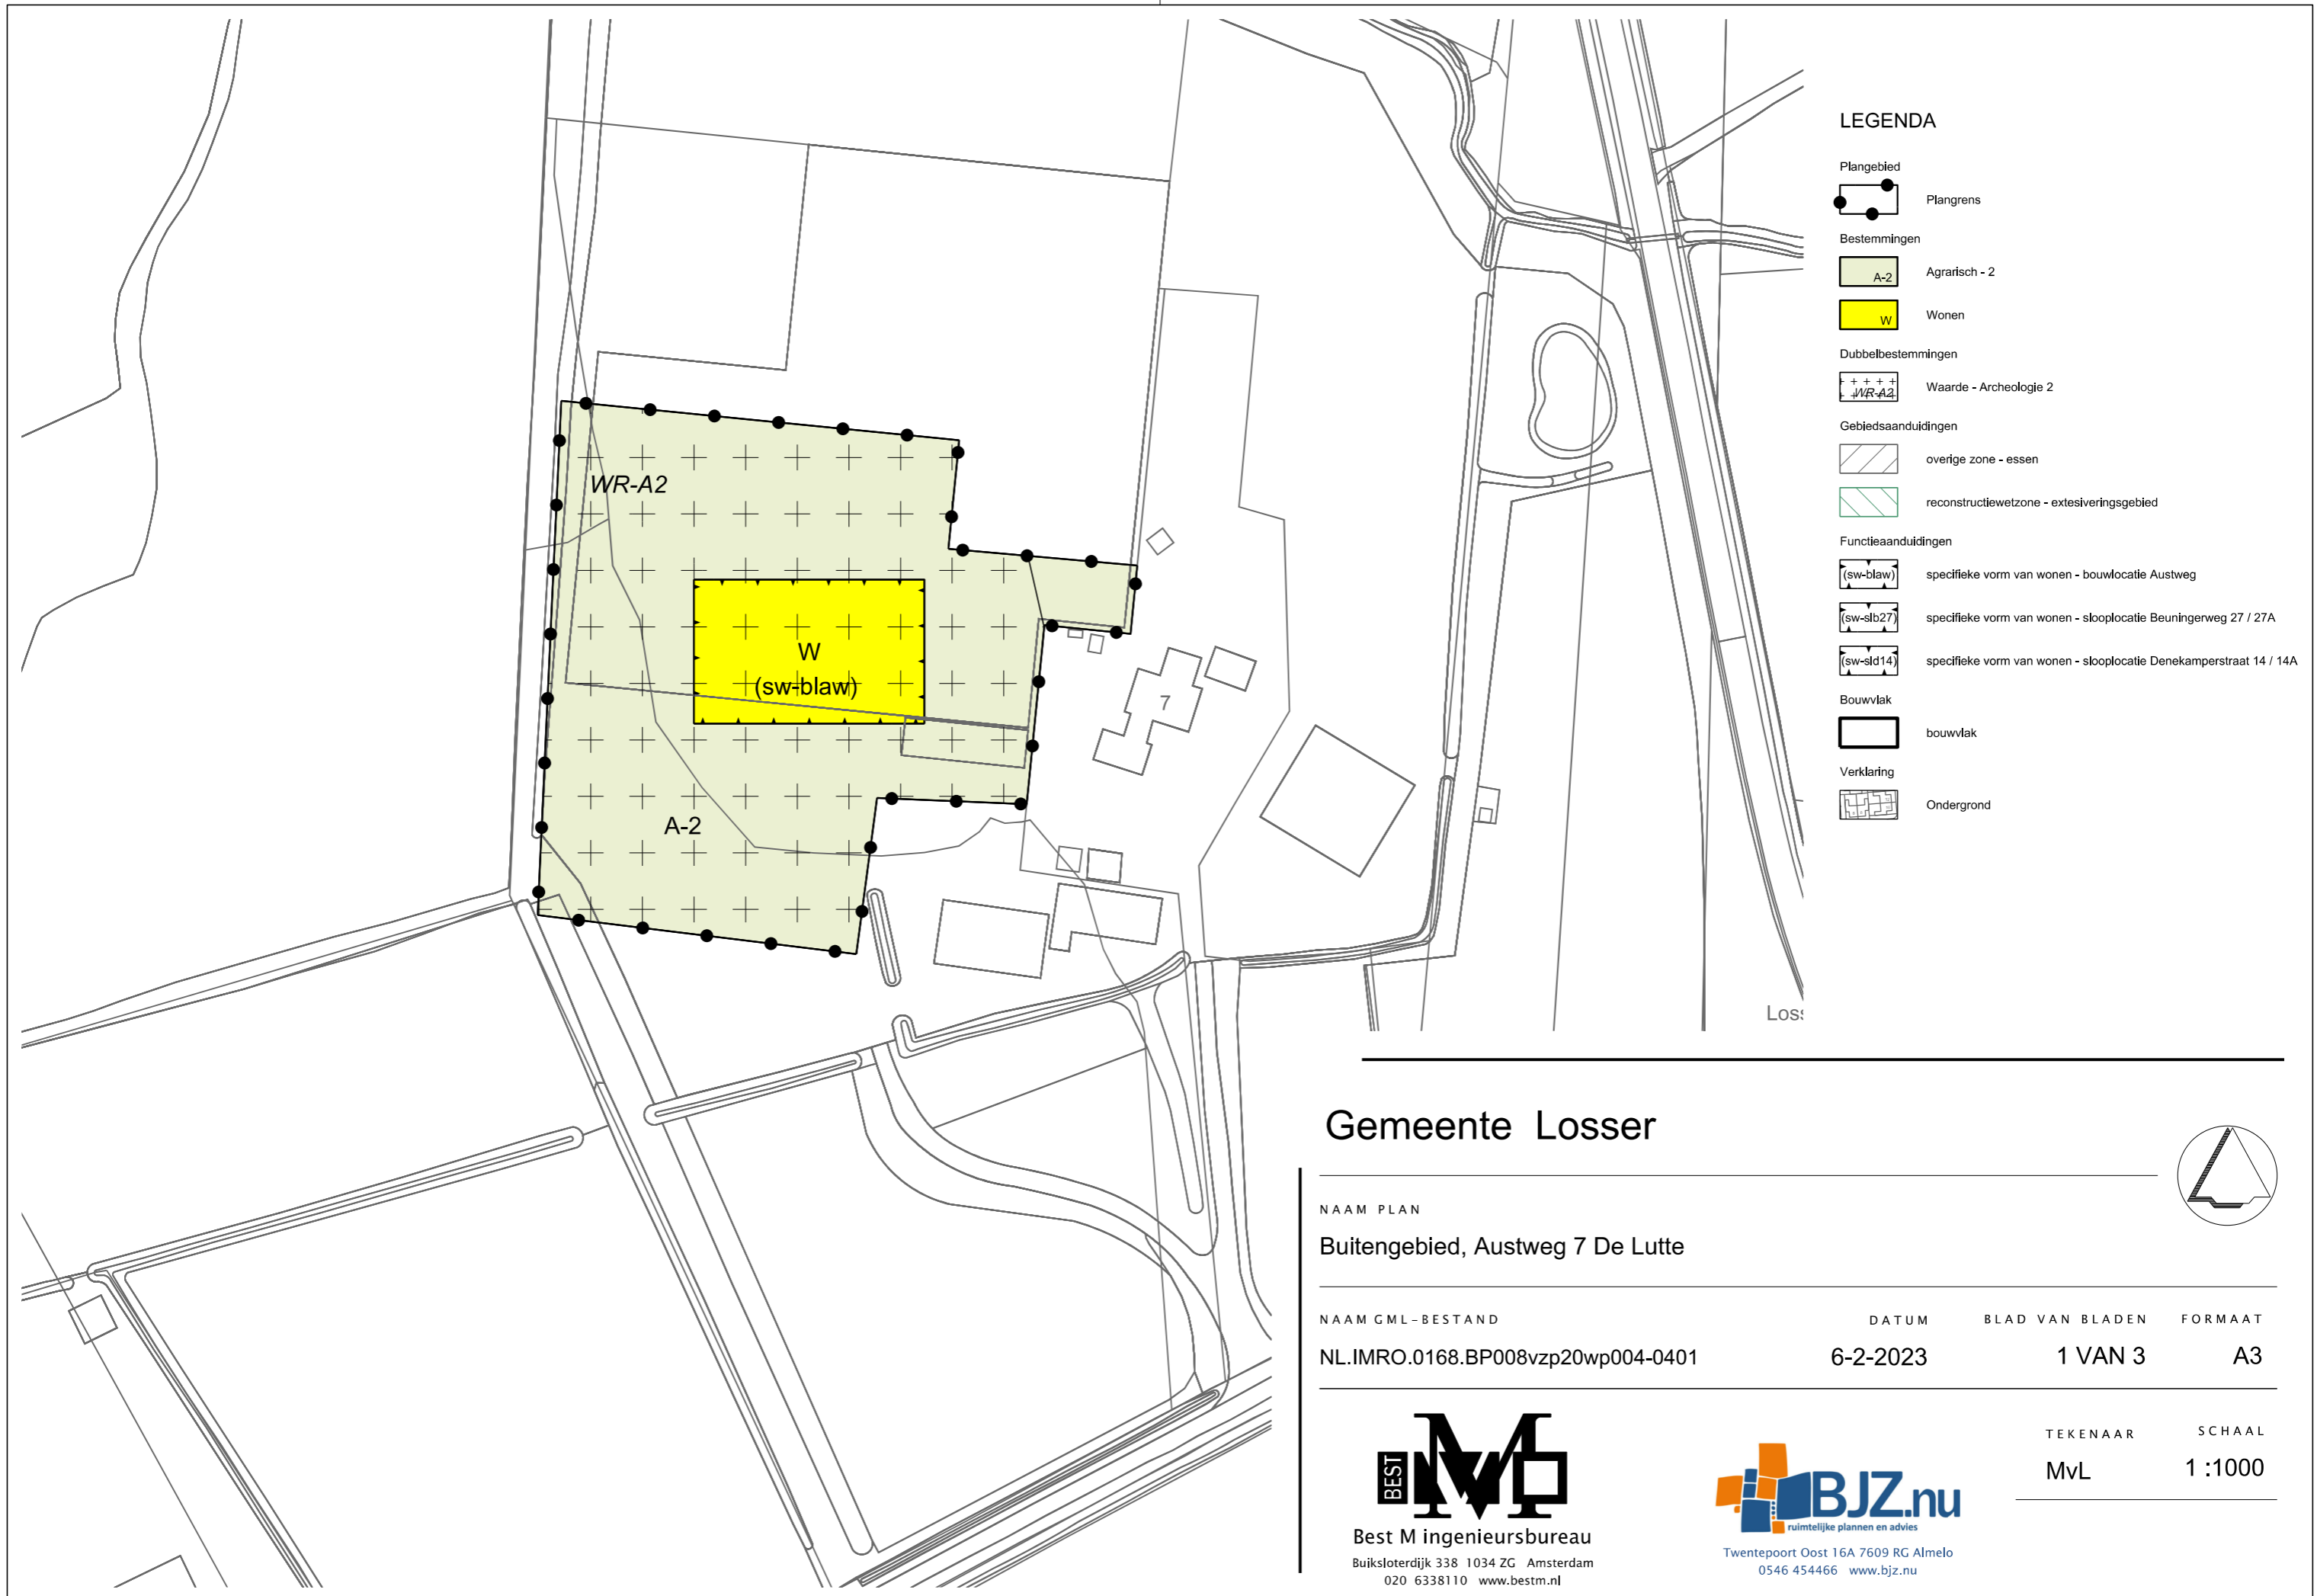 WR-A2
W
(sw-blaw)
A-2
7
LEGENDA
Plangebied
Plangrens
Bestemmingen
A-2 Agrarisch - 2
W Wonen
Dubbelbestemmingen
WR-A2 Waarde - Archeologie 2
Gebiedsaanduidingen
overige zone - essen
reconstructiewetzone - extesiveringsgebied
Functieaanduidingen
(sw-blaw) specifieke vorm van wonen - bouwlocatie Austweg
(sw-slb27) specifieke vorm van wonen - slooplocatie Beuningerweg 27 / 27A
(sw-sld14) specifieke vorm van wonen - slooplocatie Denekamperstraat 14 / 14A
Bouwvlak
bouwvlak
Verklaring
Ondergrond
Gemeente Losser
NAAM PLAN
Buitengebied, Austweg 7 De Lutte
NAAM GML-BESTAND DATUM BLAD VAN BLADEN FORMAAT
NL.IMRO.0168.BP008vzp20wp004-0401 6-2-2023 1 VAN 3 A3
TEKENAAR SCHAAL
MvL 1 :1000
BEST M
Best M ingenieursbureau
Buiksloterdijk 338 1034 ZG Amsterdam
020 6338110 www.bestm.nl
BJZ.nu
ruimtelijke plannen en advies
Twentepoort Oost 16A 7609 RG Almelo
0546 454466 www.bjz.nu